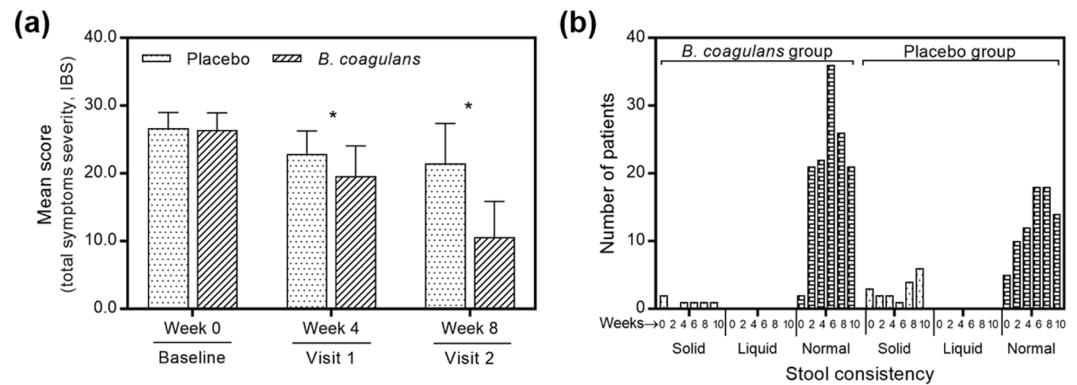 (a)
40.0
30.0
20.0
10.0
0.0
Mean score
(total symptoms severity, IBS)
Placebo
B. coagulans
*
*
Week 0
Week 4
Week 8
Baseline
Visit 1
Visit 2
(b)
40
30
20
10
0
Number of patients
B. coagulans group
Placebo group
Weeks→ 0 2 4 6 8 10 0 2 4 6 8 10 0 2 4 6 8 10 0 2 4 6 8 10 0 2 4 6 8 10 0 2 4 6 8 10
Solid Liquid Normal Solid Liquid Normal
Stool consistency